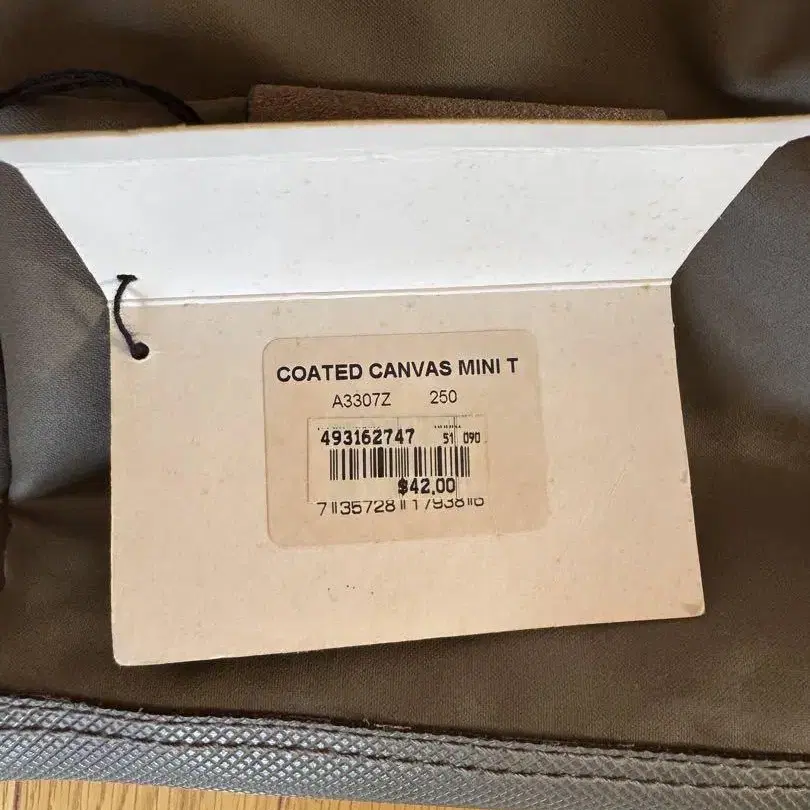 COATED CANVAS MINI T
A3307Z 250
493162747 51 090
$42.00
7 35728 17938 6